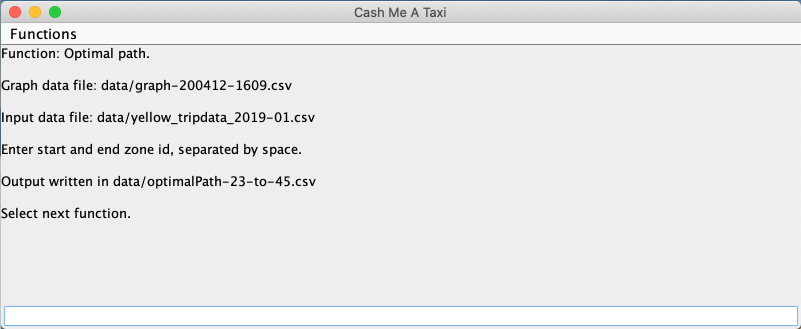 Cash Me A Taxi
Functions
Function: Optimal path.
Graph data file: data/graph-200412-1609.csv
Input data file: data/yellow_tripdata_2019-01.csv
Enter start and end zone id, separated by space.
Output written in data/optimalPath-23-to-45.csv
Select next function.